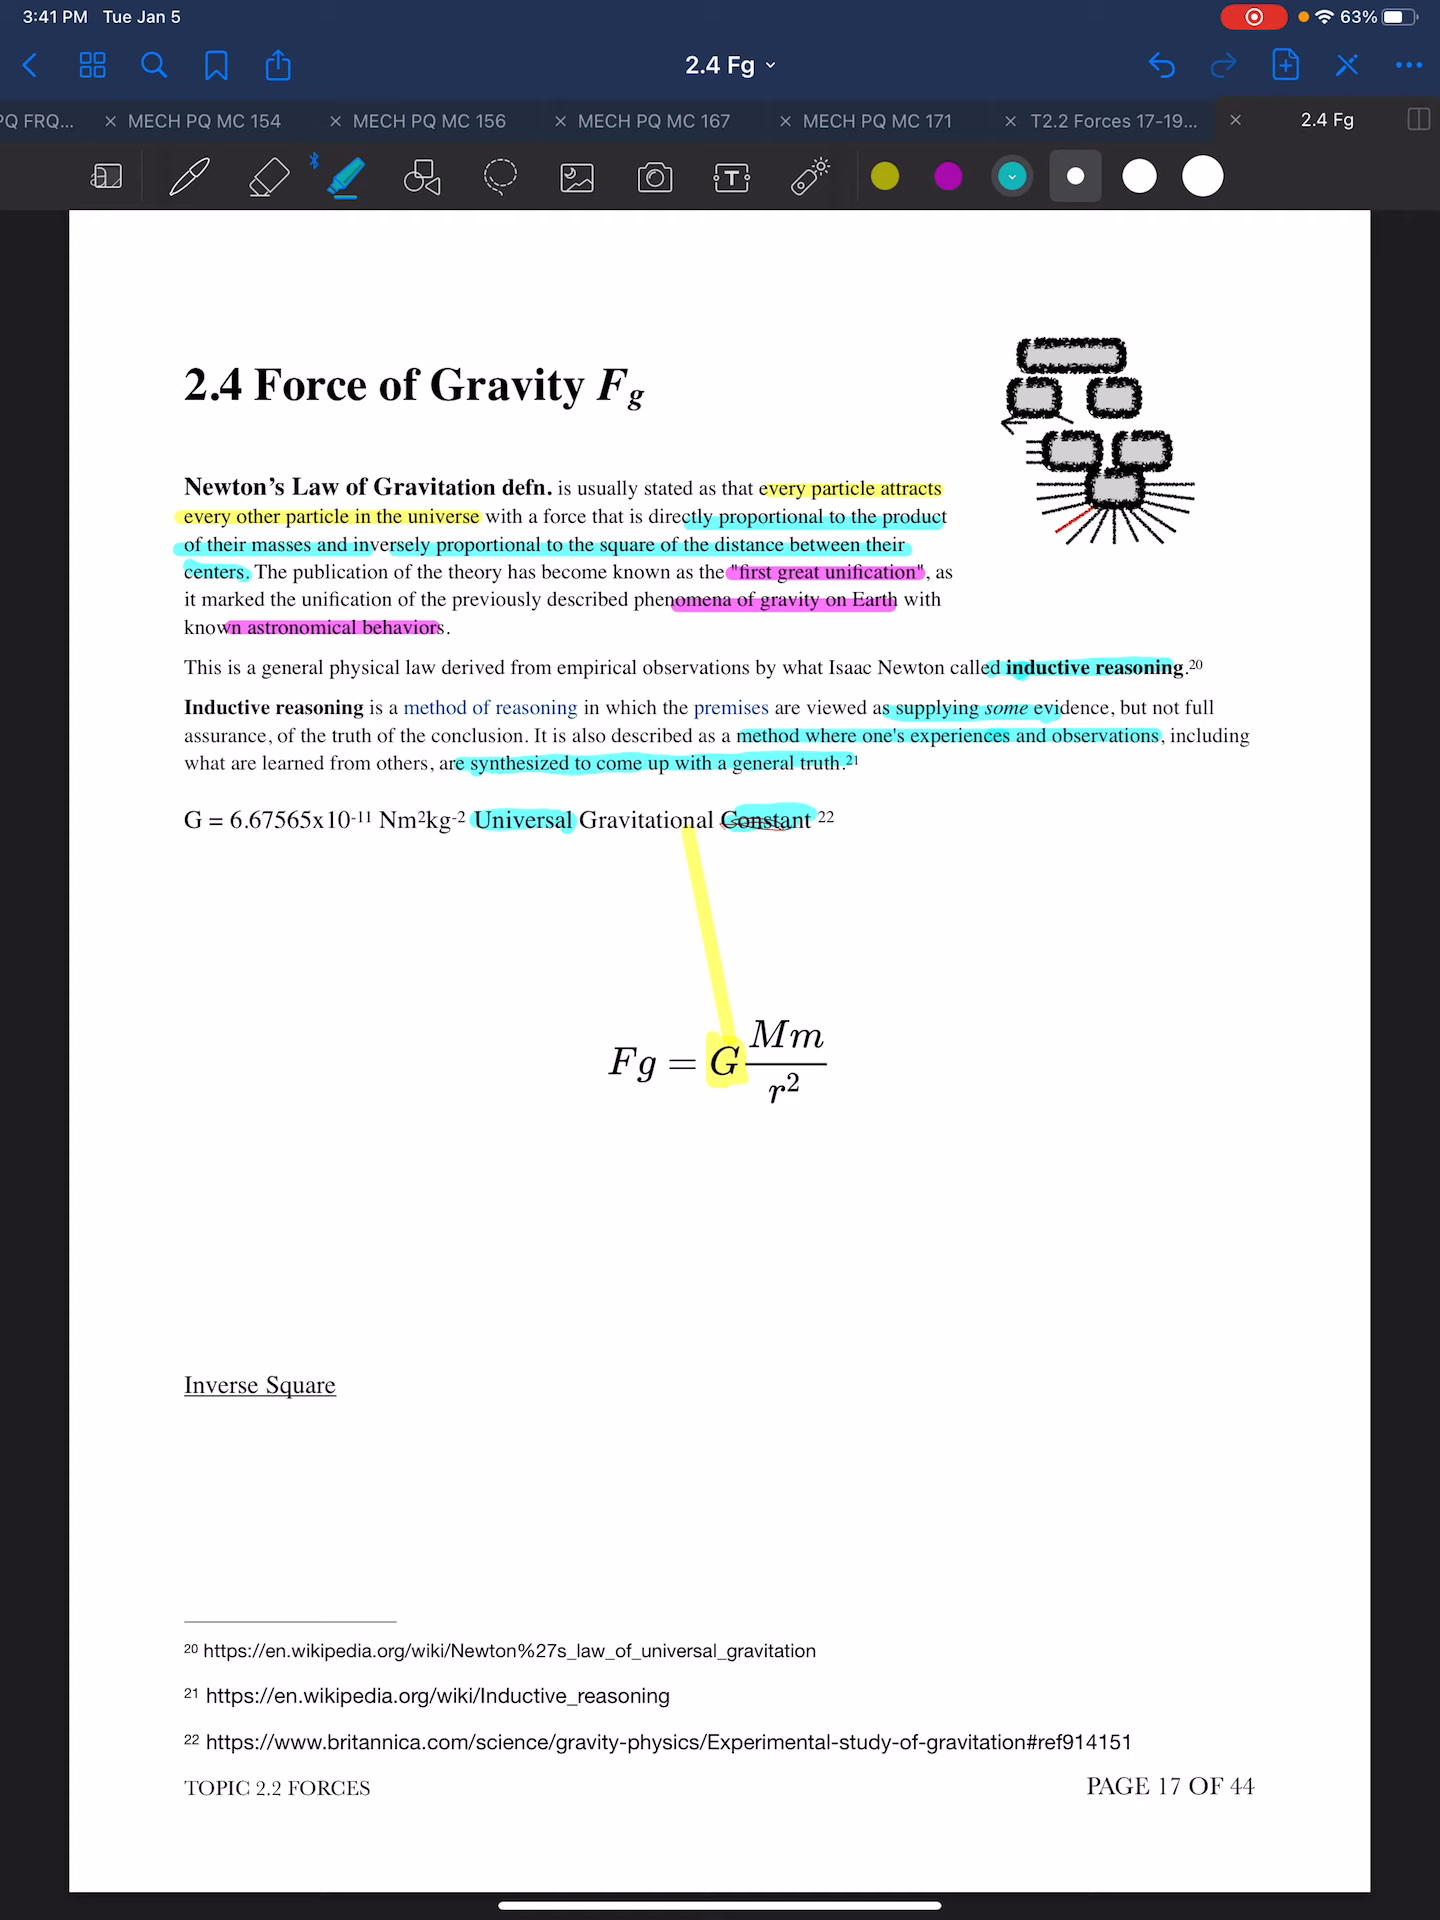 3:41 PM Tue Jan 5
63%
2.4 Fg
PQ FRQ...
MECH PQ MC 154
MECH PQ MC 156
MECH PQ MC 167
MECH PQ MC 171
T2.2 Forces 17-19...
2.4 Fg
2.4 Force of Gravity Fg
Newton's Law of Gravitation defn. is usually stated as that every particle attracts
every other particle in the universe with a force that is directly proportional to the product
of their masses and inversely proportional to the square of the distance between their
centers. The publication of the theory has become known as the "first great unification", as
it marked the unification of the previously described phenomena of gravity on Earth with
known astronomical behaviors.
This is a general physical law derived from empirical observations by what Isaac Newton called inductive reasoning.20
Inductive reasoning is a method of reasoning in which the premises are viewed as supplying some evidence, but not full
assurance, of the truth of the conclusion. It is also described as a method where one's experiences and observations, including
what are learned from others, are synthesized to come up with a general truth.21
G = 6.67565x10-11 Nm2kg-2 Universal Gravitational Constant 22
Fg = G Mm / r2
Inverse Square
20 https://en.wikipedia.org/wiki/Newton%27s_law_of_universal_gravitation
21 https://en.wikipedia.org/wiki/Inductive_reasoning
22 https://www.britannica.com/science/gravity-physics/Experimental-study-of-gravitation#ref914151
TOPIC 2.2 FORCES
PAGE 17 OF 44